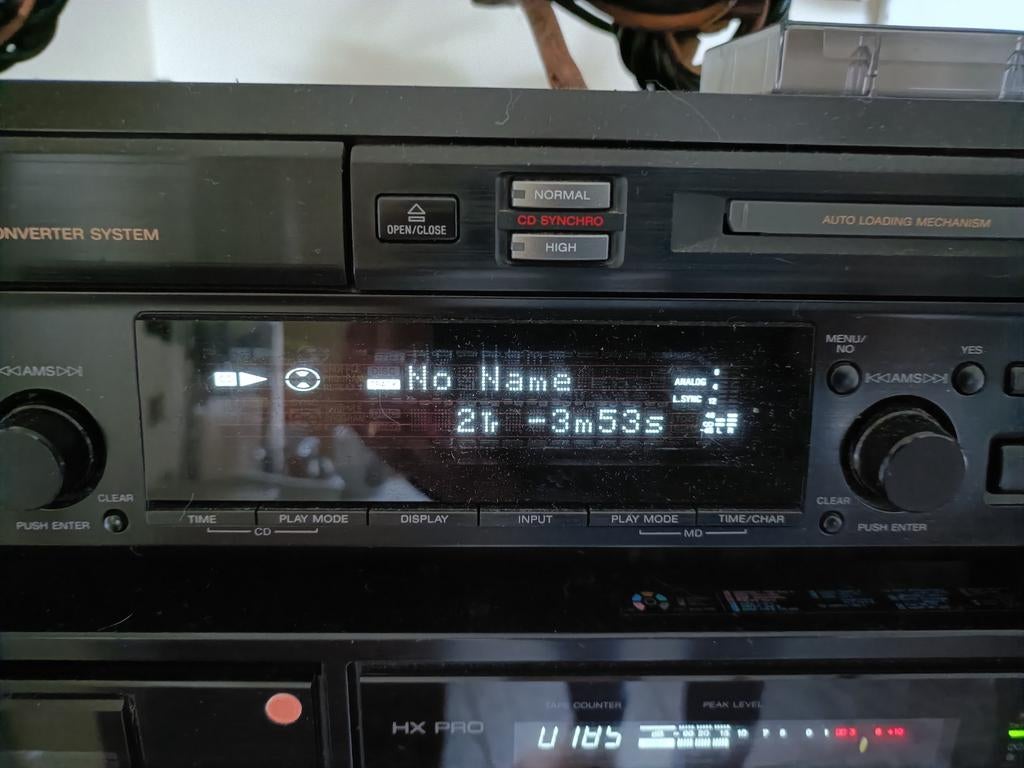 NORMAL
OPEN/CLOSE
CD SYNCHRO
HIGH
AUTO LOADING MECHANISM
SYSTEM
MENU/
NO
YES
AMS
AMS
No Name
ANALOG
L.SYNC 12
-3m53s
CLEAR
PUSH ENTER
CLEAR
PUSH ENTER
TIME
PLAY MODE
DISPLAY
INPUT
PLAY MODE
TIME/CHAR
CD
MD
TAPE COUNTER
PEAK LEVEL
HX PRO
0185